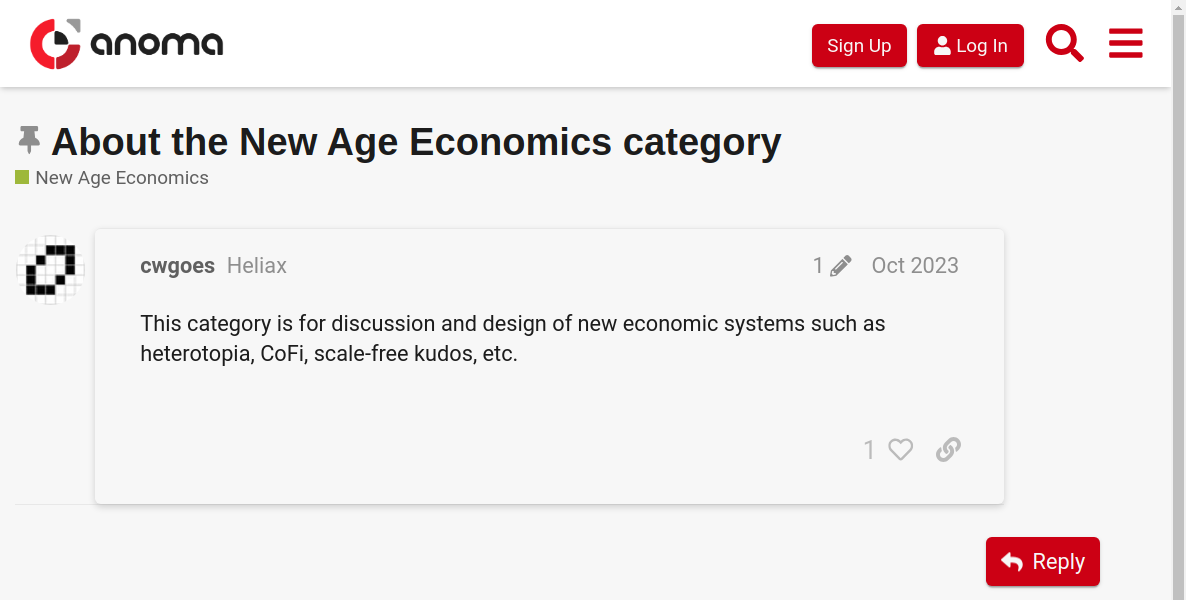 anoma
Sign Up
Log In
About the New Age Economics category
New Age Economics
cwgoes Heliax
1 Oct 2023
This category is for discussion and design of new economic systems such as
heterotopia, CoFi, scale-free kudos, etc.
1
Reply